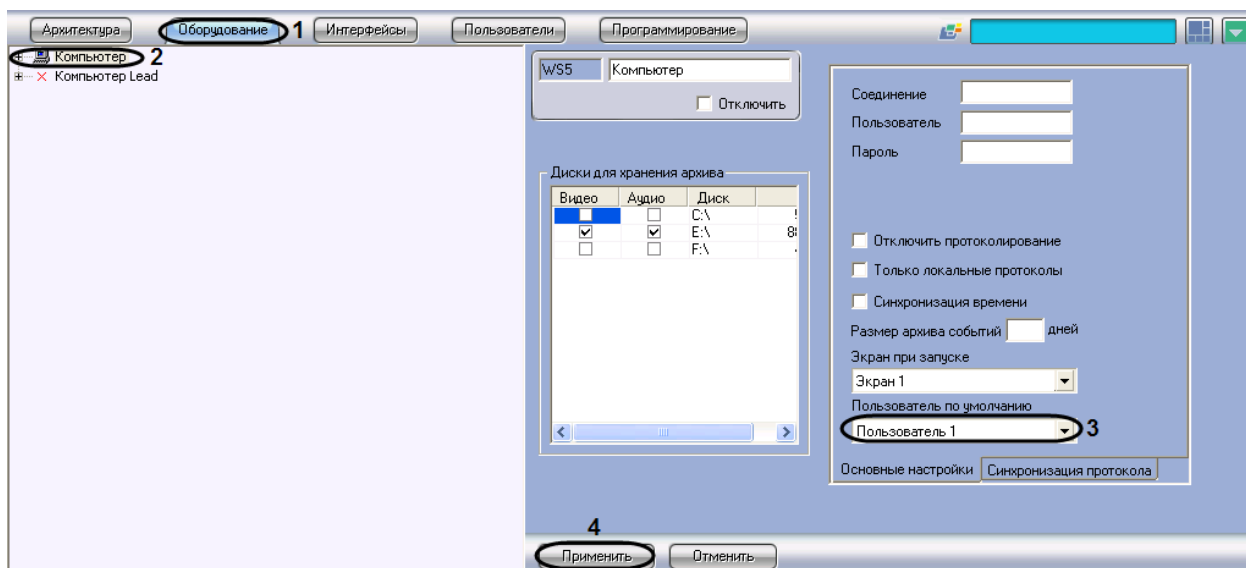 Архитектура Оборудование 1 Интерфейсы Пользователи Программирование
Компьютер 2
Компьютер Lead
WS5 Компьютер
Отключить
Диски для хранения архива
Видео Аудио Диск
C:\
E:\
F:\
Соединение
Пользователь
Пароль
Отключить протоколирование
Только локальные протоколы
Синхронизация времени
Размер архива событий дней
Экран при запуске
Экран 1
Пользователь по умолчанию
Пользователь 1 3
Основные настройки Синхронизация протокола
4
Применить Отменить